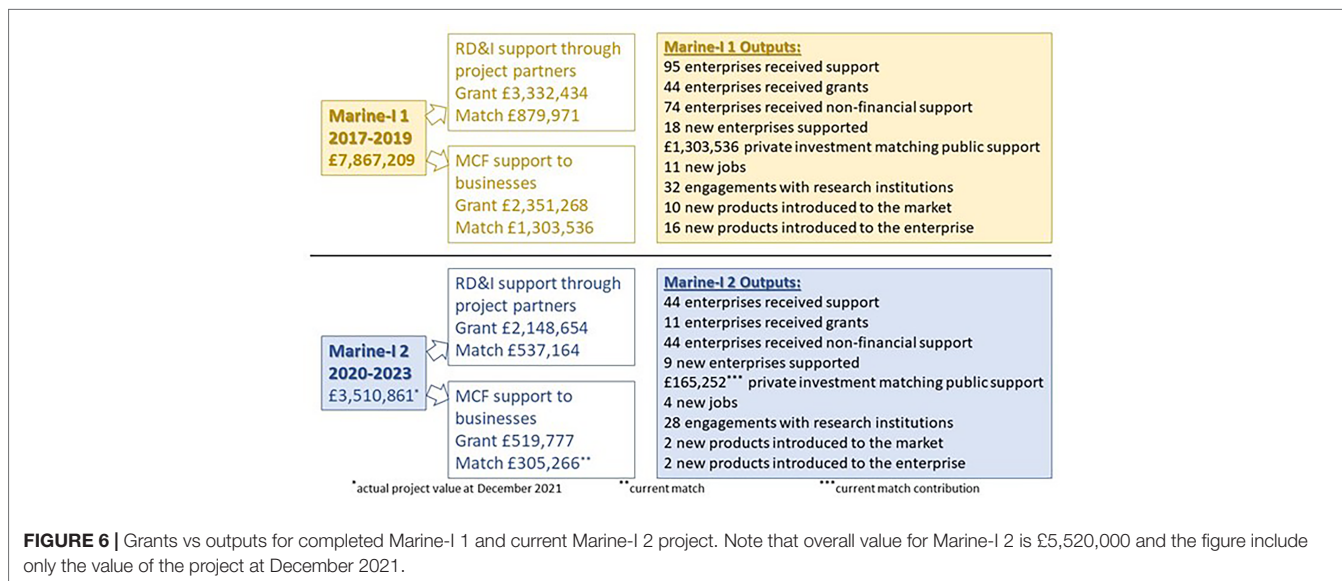 Marine-I 1
2017-2019
£7,867,209
RD&I support through
project partners
Grant £3,332,434
Match £879,971
MCF support to
businesses
Grant £2,351,268
Match £1,303,536
Marine-I 1 Outputs:
95 enterprises received support
44 enterprises received grants
74 enterprises received non-financial support
18 new enterprises supported
£1,303,536 private investment matching public support
11 new jobs
32 engagements with research institutions
10 new products introduced to the market
16 new products introduced to the enterprise
Marine-I 2
2020-2023
£3,510,861*
RD&I support through
project partners
Grant £2,148,654
Match £537,164
MCF support to
businesses
Grant £519,777
Match £305,266**
Marine-I 2 Outputs:
44 enterprises received support
11 enterprises received grants
44 enterprises received non-financial support
9 new enterprises supported
£165,252*** private investment matching public support
4 new jobs
28 engagements with research institutions
2 new products introduced to the market
2 new products introduced to the enterprise
*actual project value at December 2021 **current match ***current match contribution
FIGURE 6 | Grants vs outputs for completed Marine-I 1 and current Marine-I 2 project. Note that overall value for Marine-I 2 is £5,520,000 and the figure include
only the value of the project at December 2021.